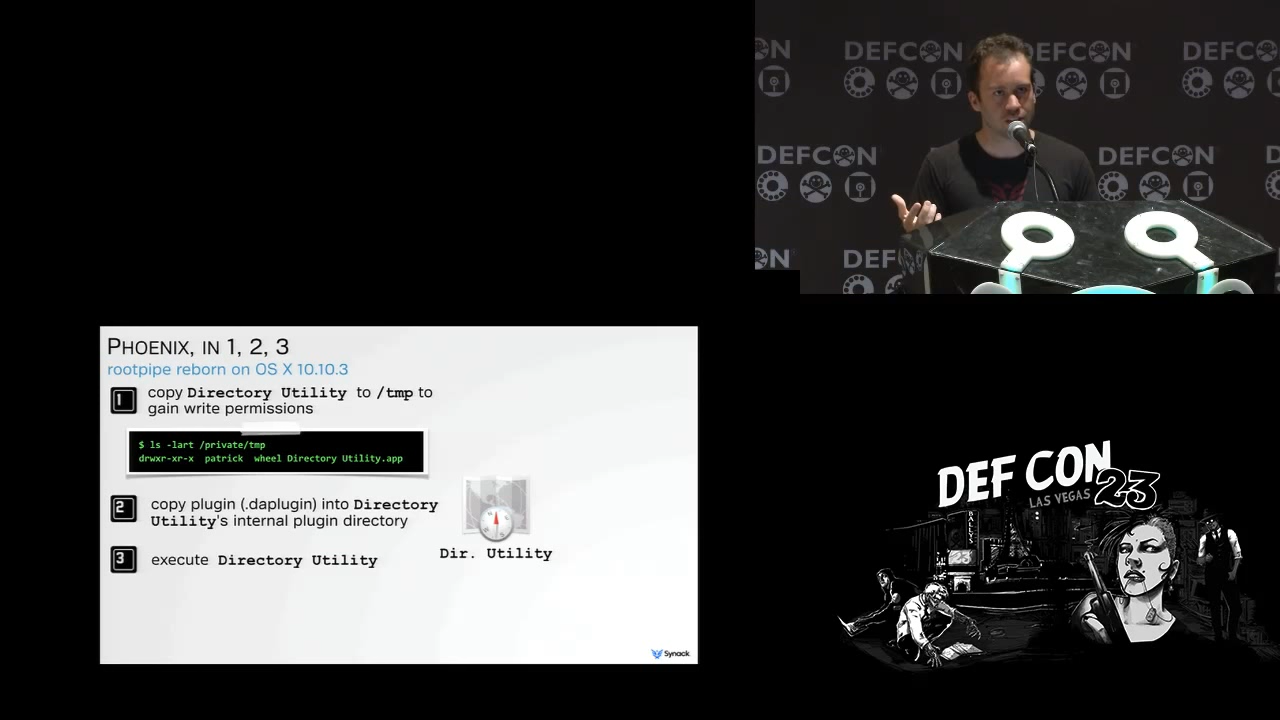 DEFCON
DEFCON
DEFCON
DEFCON
PHOENIX, IN 1, 2, 3
rootpipe reborn on OS X 10.10.3
1 copy Directory Utility to /tmp to
gain write permissions
$ ls -lart /private/tmp
drwxr-xr-x patrick wheel Directory Utility.app
2 copy plugin (.daplugin) into Directory
Utility's internal plugin directory
3 execute Directory Utility
Dir. Utility
Synack
DEF CON
LAS VEGAS 23
BALLYS